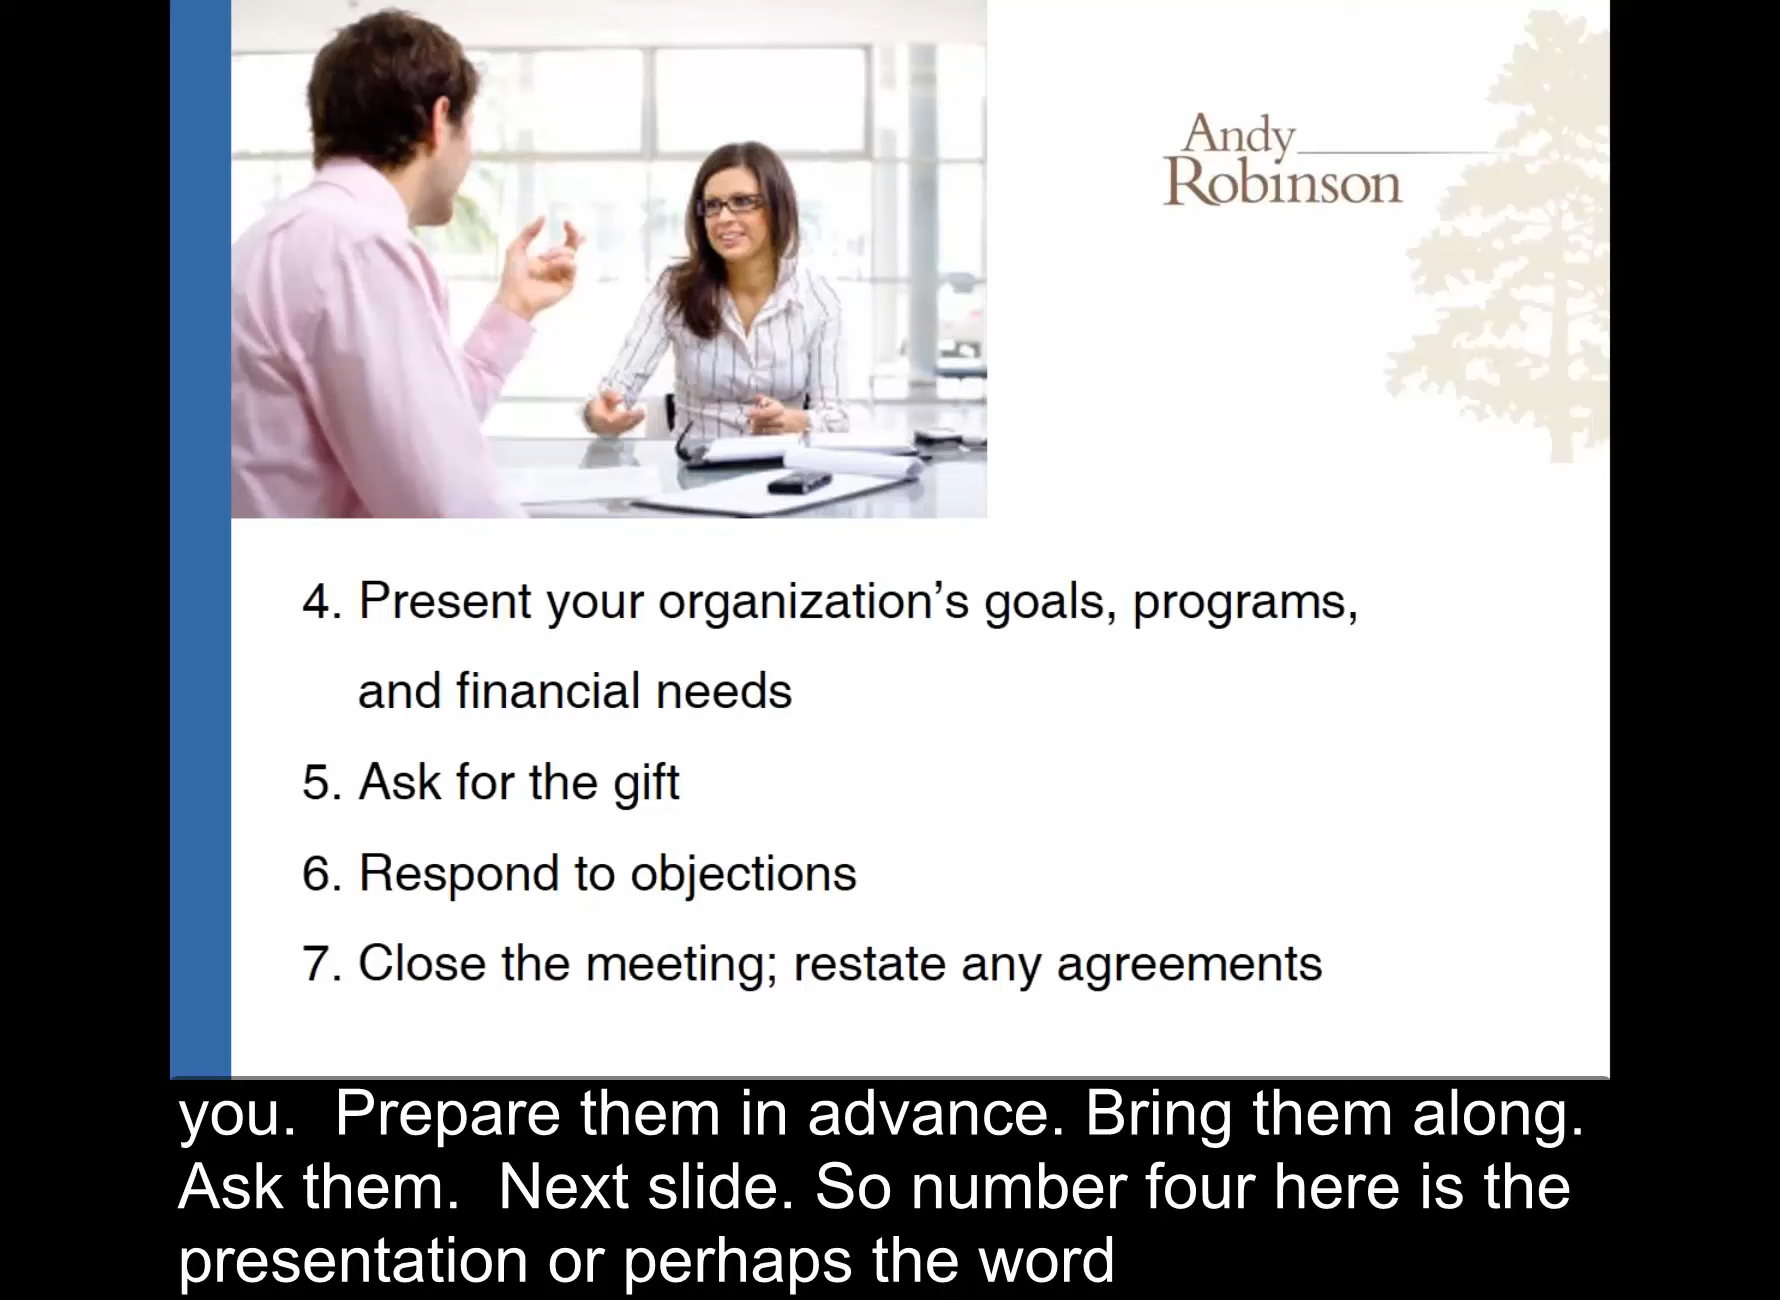 Andy
Robinson
4. Present your organization’s goals, programs,
and financial needs
5. Ask for the gift
6. Respond to objections
7. Close the meeting; restate any agreements
you.  Prepare them in advance. Bring them along.
Ask them.  Next slide. So number four here is the
presentation or perhaps the word